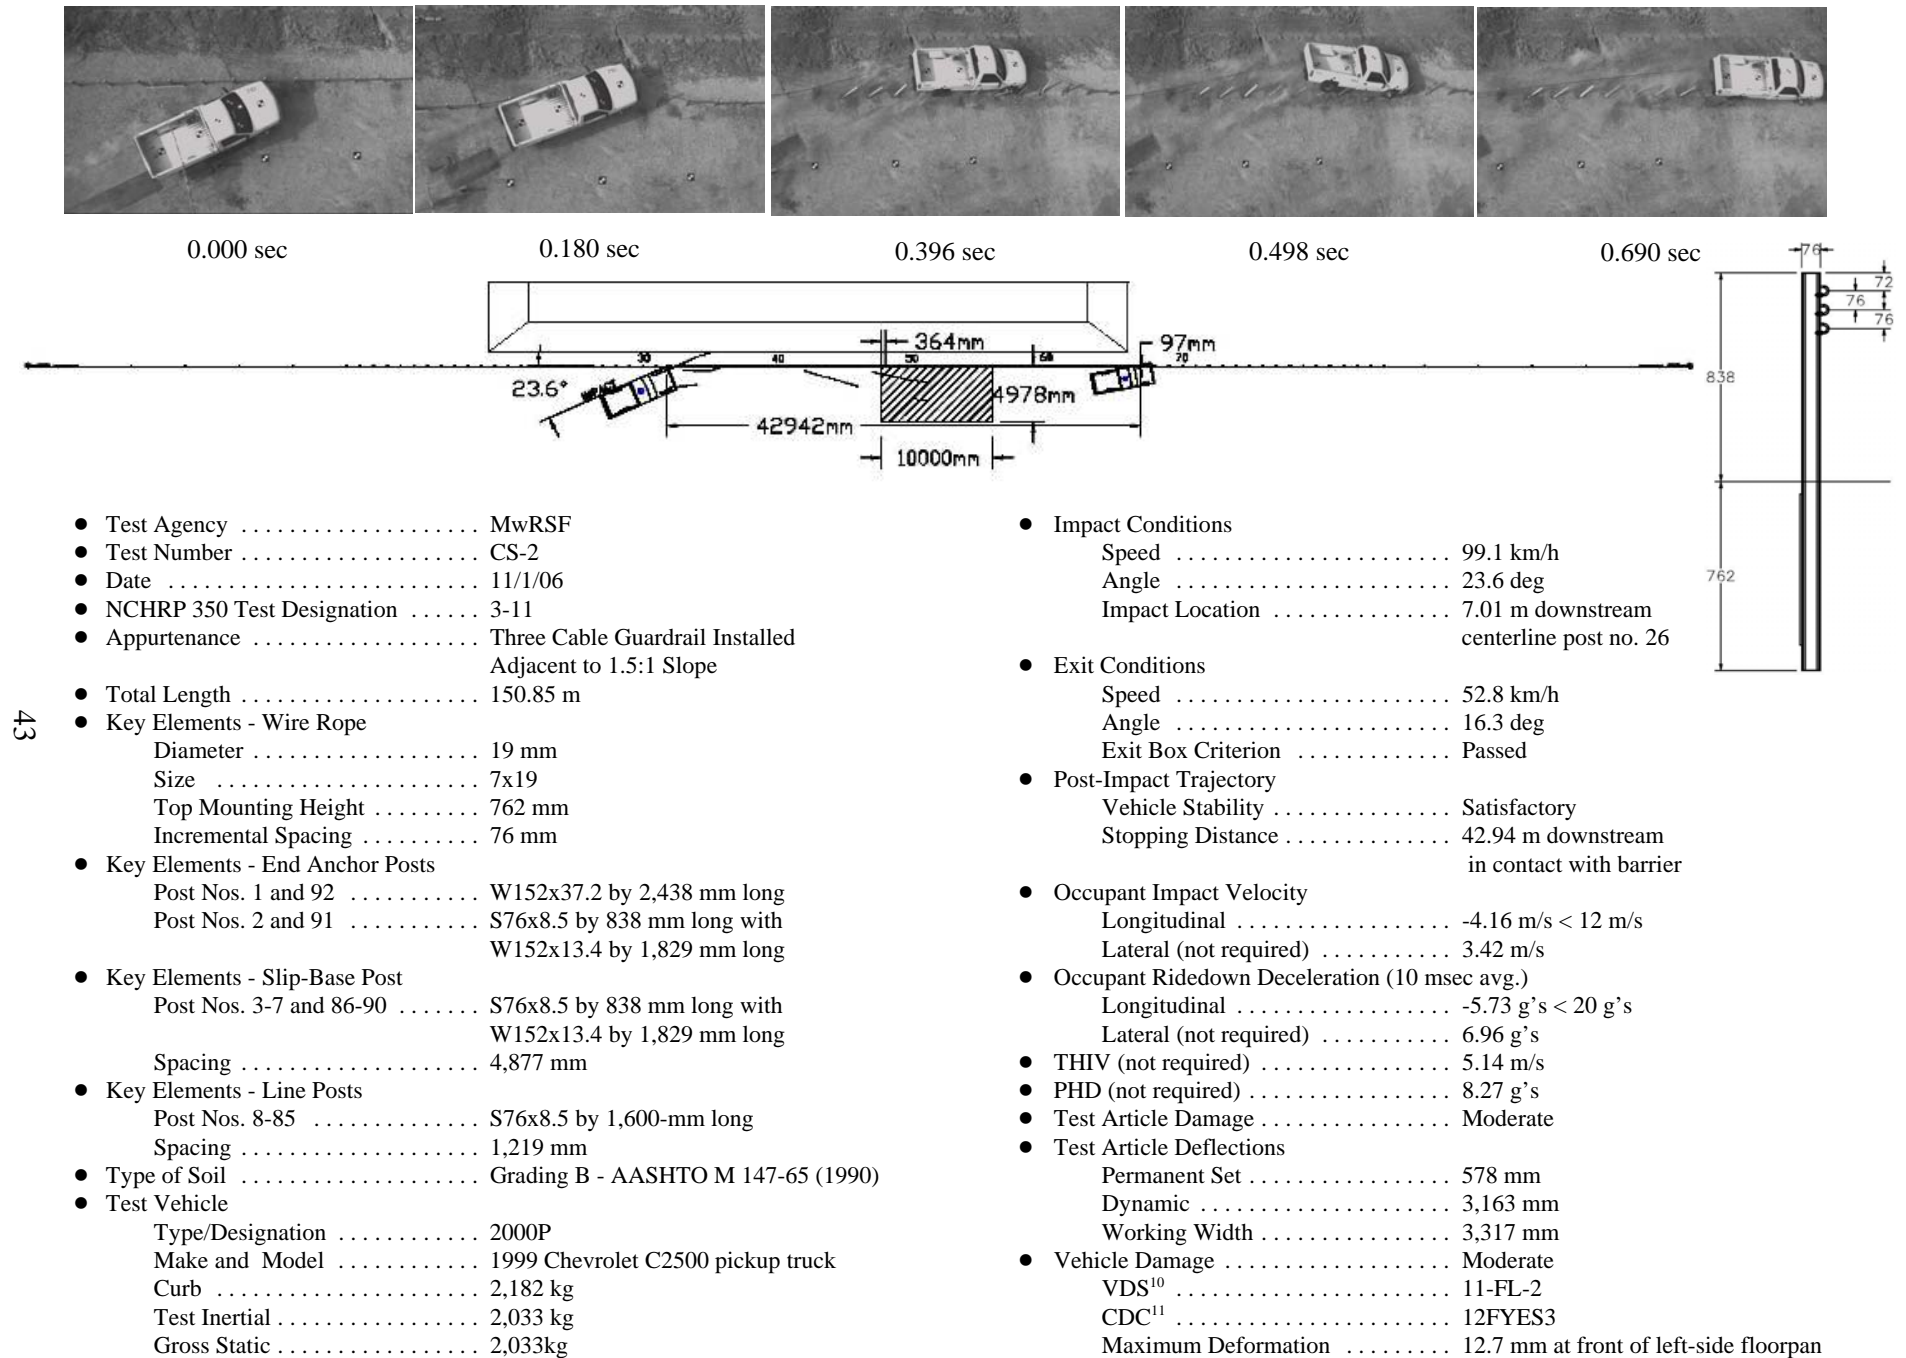 0.000 sec
0.180 sec
0.396 sec
0.498 sec
0.690 sec
76
72
76
76
838
762
364mm
97mm
30
40
50
60
70
23.6°
IMPACT
4978mm
42942mm
10000mm
43
● Test Agency . . . . . . . . . . . . . . . . . . . . MwRSF
● Test Number . . . . . . . . . . . . . . . . . . . . CS-2
● Date . . . . . . . . . . . . . . . . . . . . . . . . . . 11/1/06
● NCHRP 350 Test Designation . . . . . . 3-11
● Appurtenance . . . . . . . . . . . . . . . . . . . Three Cable Guardrail Installed
Adjacent to 1.5:1 Slope
● Total Length . . . . . . . . . . . . . . . . . . . . 150.85 m
● Key Elements - Wire Rope
Diameter . . . . . . . . . . . . . . . . . . . 19 mm
Size . . . . . . . . . . . . . . . . . . . . . . 7x19
Top Mounting Height . . . . . . . . . 762 mm
Incremental Spacing . . . . . . . . . . 76 mm
● Key Elements - End Anchor Posts
Post Nos. 1 and 92 . . . . . . . . . . . W152x37.2 by 2,438 mm long
Post Nos. 2 and 91 . . . . . . . . . . . S76x8.5 by 838 mm long with
W152x13.4 by 1,829 mm long
● Key Elements - Slip-Base Post
Post Nos. 3-7 and 86-90 . . . . . . . S76x8.5 by 838 mm long with
W152x13.4 by 1,829 mm long
Spacing . . . . . . . . . . . . . . . . . . . . 4,877 mm
● Key Elements - Line Posts
Post Nos. 8-85 . . . . . . . . . . . . . . S76x8.5 by 1,600-mm long
Spacing . . . . . . . . . . . . . . . . . . . . 1,219 mm
● Type of Soil . . . . . . . . . . . . . . . . . . . . Grading B - AASHTO M 147-65 (1990)
● Test Vehicle
Type/Designation . . . . . . . . . . . . 2000P
Make and Model . . . . . . . . . . . . 1999 Chevrolet C2500 pickup truck
Curb . . . . . . . . . . . . . . . . . . . . . . 2,182 kg
Test Inertial . . . . . . . . . . . . . . . . . 2,033 kg
Gross Static . . . . . . . . . . . . . . . . . 2,033kg
● Impact Conditions
Speed . . . . . . . . . . . . . . . . . . . . . . . 99.1 km/h
Angle . . . . . . . . . . . . . . . . . . . . . . . 23.6 deg
Impact Location . . . . . . . . . . . . . . . 7.01 m downstream
centerline post no. 26
● Exit Conditions
Speed . . . . . . . . . . . . . . . . . . . . . . . 52.8 km/h
Angle . . . . . . . . . . . . . . . . . . . . . . . 16.3 deg
Exit Box Criterion . . . . . . . . . . . . . Passed
● Post-Impact Trajectory
Vehicle Stability . . . . . . . . . . . . . . . Satisfactory
Stopping Distance . . . . . . . . . . . . . . 42.94 m downstream
in contact with barrier
● Occupant Impact Velocity
Longitudinal . . . . . . . . . . . . . . . . . . -4.16 m/s < 12 m/s
Lateral (not required) . . . . . . . . . . . 3.42 m/s
● Occupant Ridedown Deceleration (10 msec avg.)
Longitudinal . . . . . . . . . . . . . . . . . . -5.73 g’s < 20 g’s
Lateral (not required) . . . . . . . . . . . 6.96 g’s
● THIV (not required) . . . . . . . . . . . . . . . . 5.14 m/s
● PHD (not required) . . . . . . . . . . . . . . . . . 8.27 g’s
● Test Article Damage . . . . . . . . . . . . . . . . Moderate
● Test Article Deflections
Permanent Set . . . . . . . . . . . . . . . . . 578 mm
Dynamic . . . . . . . . . . . . . . . . . . . . . 3,163 mm
Working Width . . . . . . . . . . . . . . . . 3,317 mm
● Vehicle Damage . . . . . . . . . . . . . . . . . . . Moderate
VDS¹⁰ . . . . . . . . . . . . . . . . . . . . . . . 11-FL-2
CDC¹¹ . . . . . . . . . . . . . . . . . . . . . . . 12FYES3
Maximum Deformation . . . . . . . . . 12.7 mm at front of left-side floorpan